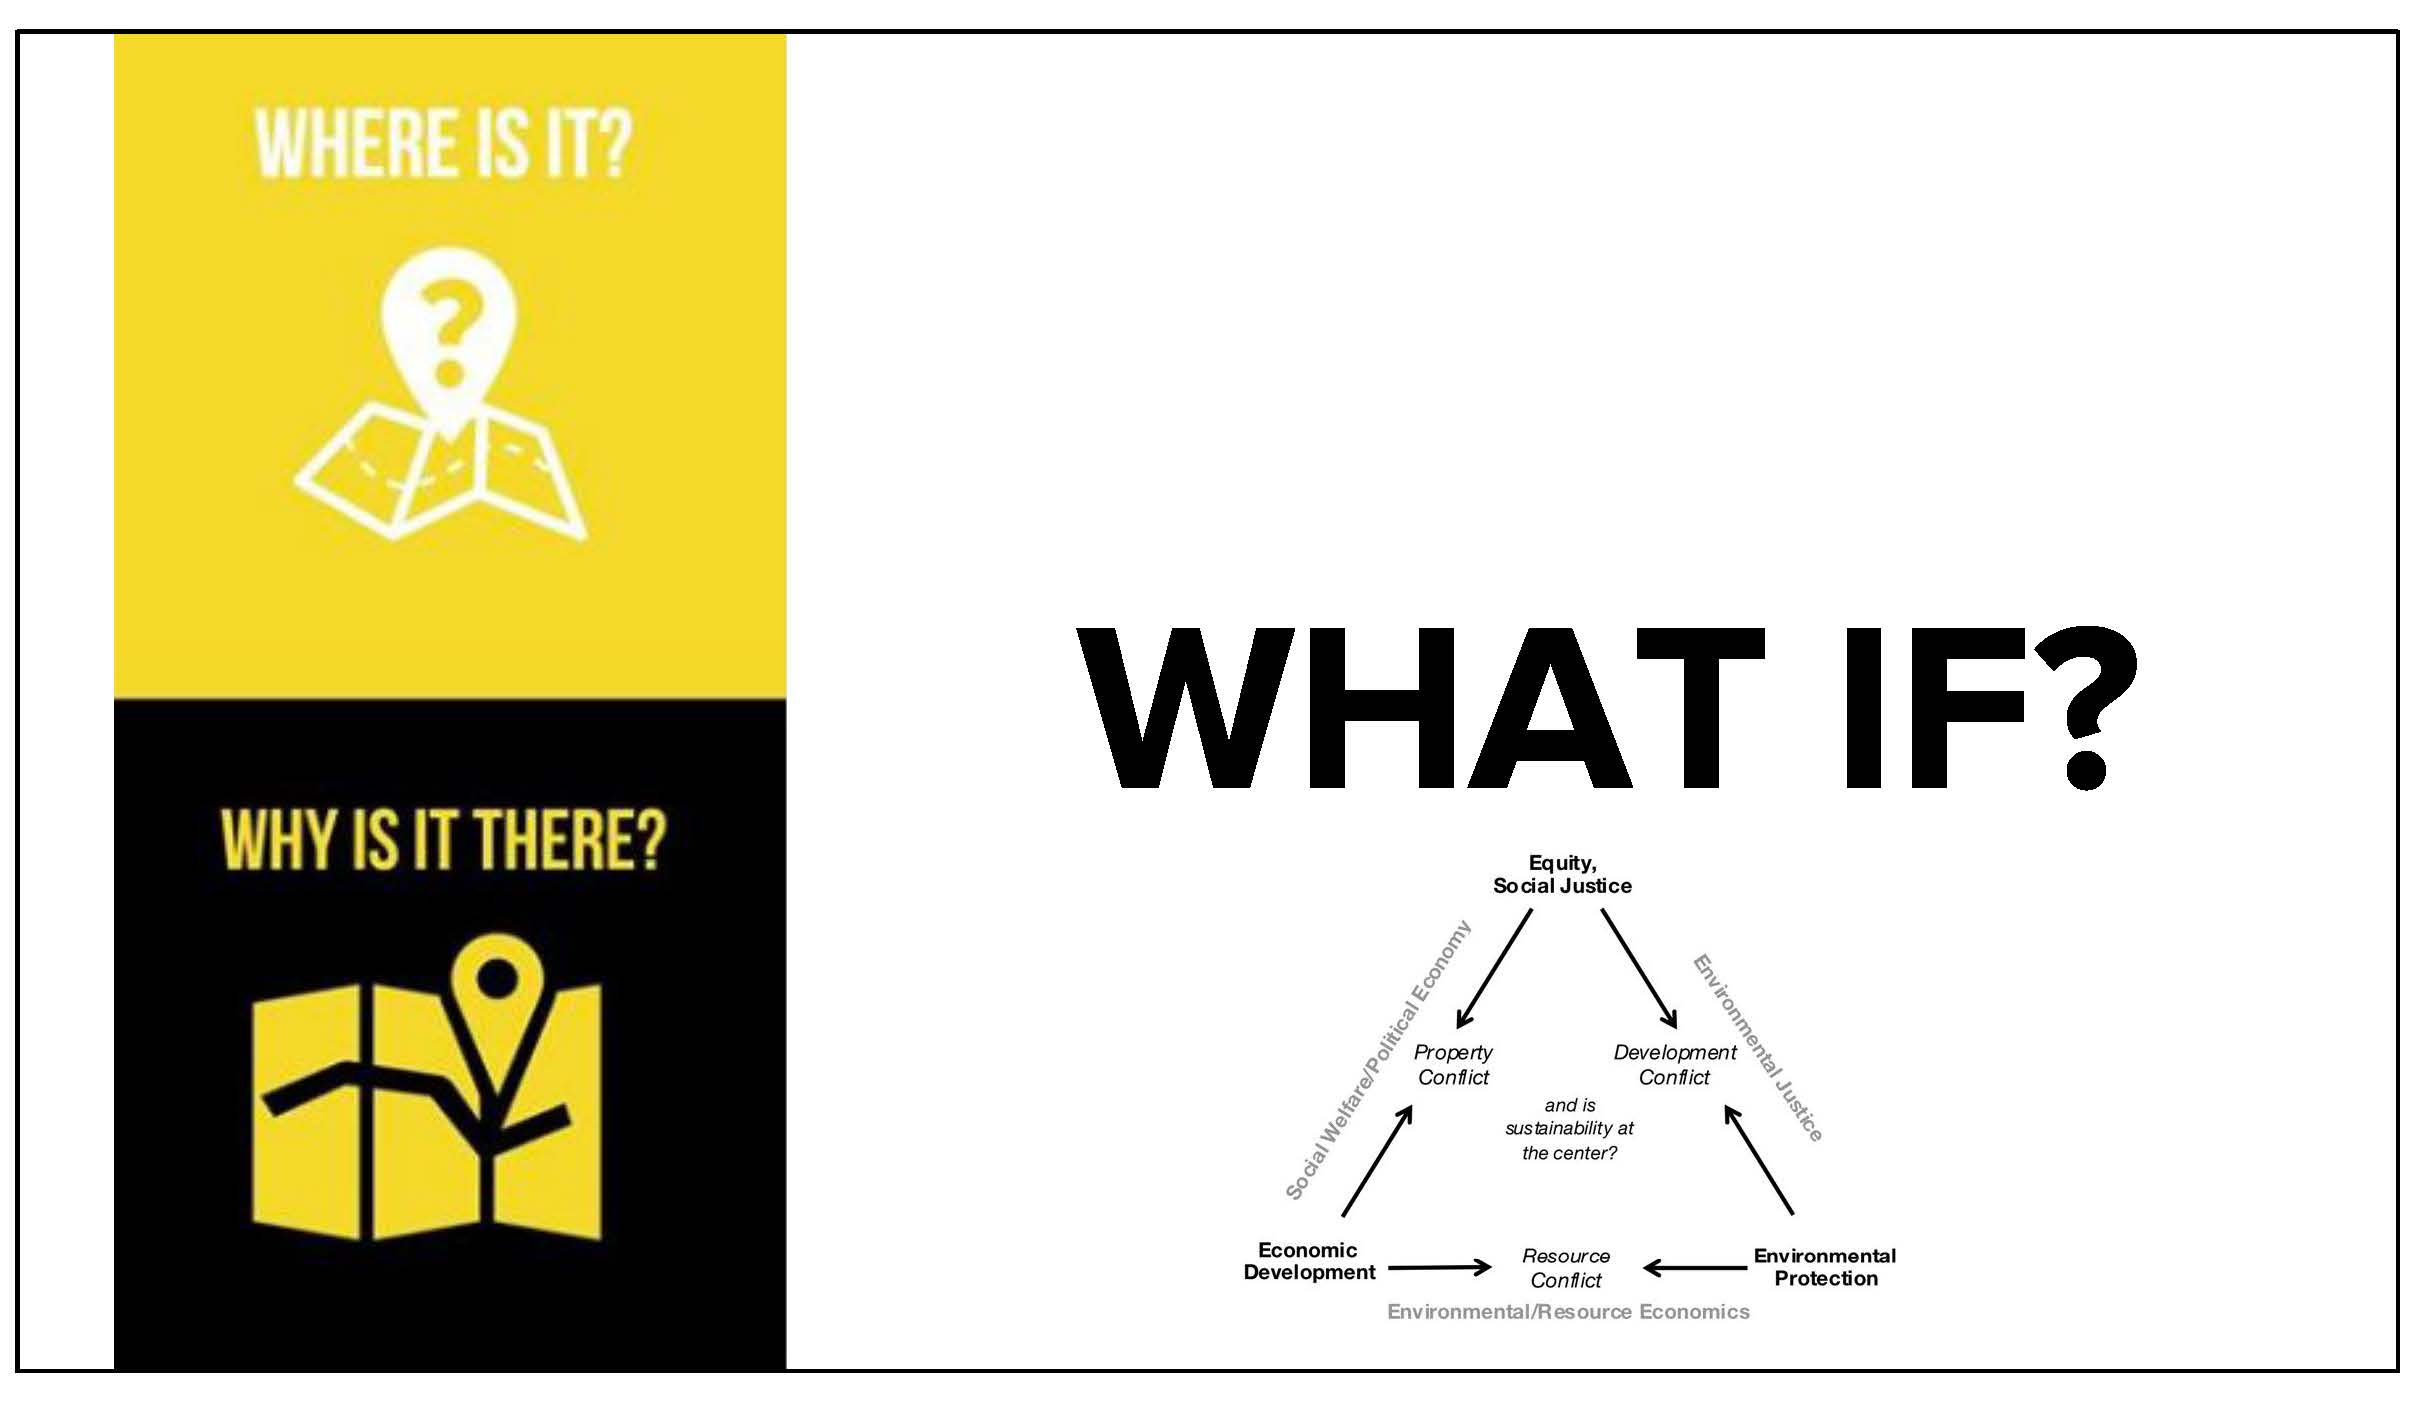 WHERE IS IT?
?
WHY IS IT THERE?
WHAT IF?
Equity,
Social Justice
Social Welfare/Political Economy
Environmental Justice
Property
Conflict
Development
Conflict
and is
sustainability at
the center?
Economic
Development
Resource
Conflict
Environmental
Protection
Environmental/Resource Economics